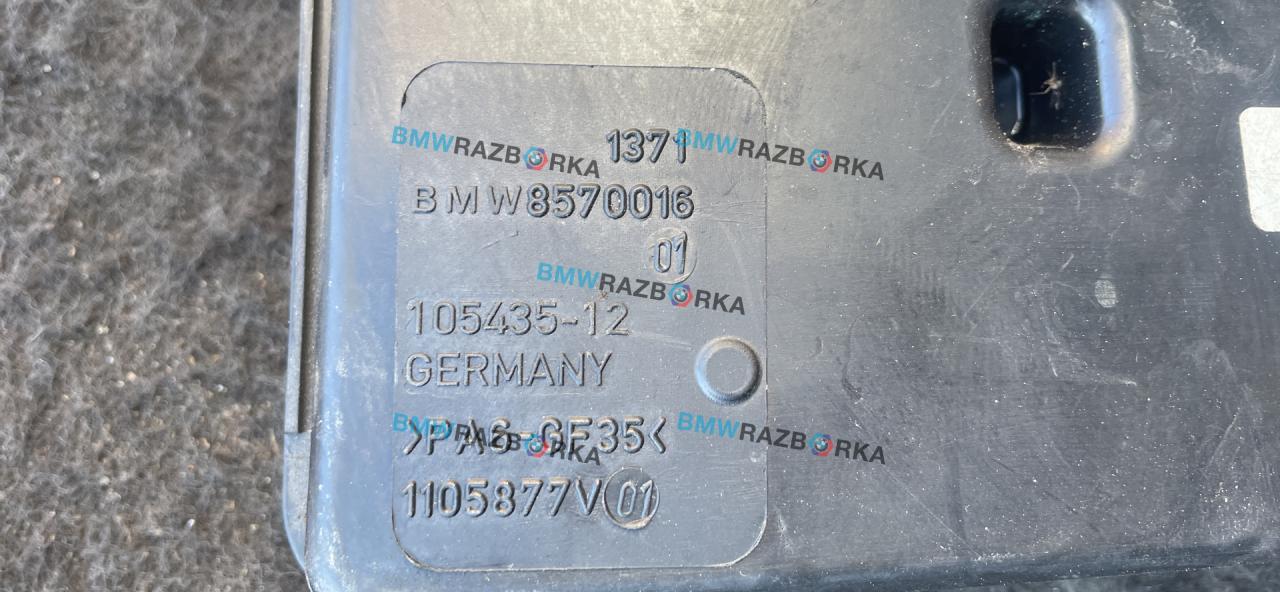 1371
BMWRAZBORKA
BMWRAZBORKA
BMW8570016
01
BMWRAZBORKA
105435-12
GERMANY
>PA6-GF35<
BMWRAZBORKA
BMWRAZBORKA
1105877V01